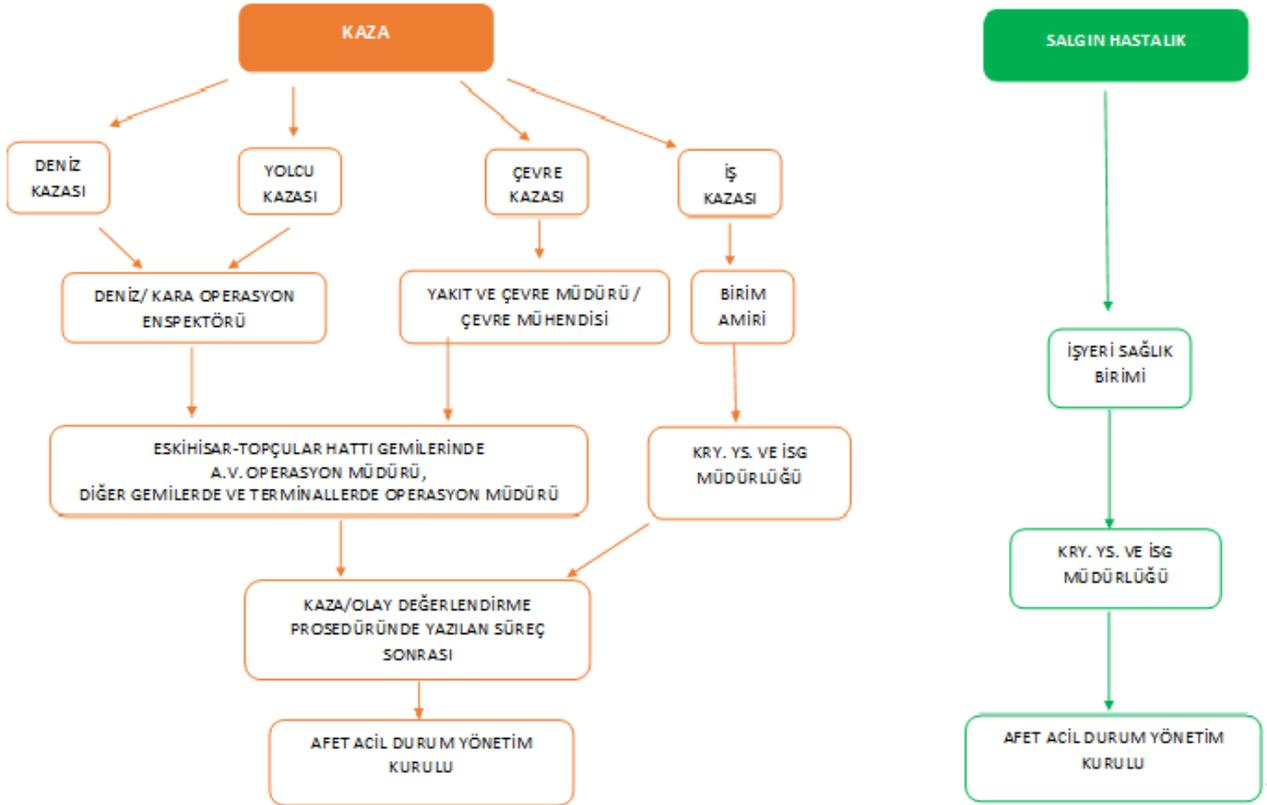 KAZA
SALGIN HASTALIK
DENİZ
KAZASI
YOLCU
KAZASI
ÇEVRE
KAZASI
İŞ
KAZASI
DENİZ/ KARA OPERASYON
ENSPEKTÖRÜ
YAKIT VE ÇEVRE MÜDÜRÜ /
ÇEVRE MÜHENDİSİ
BİRİM
AMİRİ
İŞYERİ SAĞLIK
BİRİMİ
ESKİHİSAR-TOPÇULAR HATTI GEMİLERİNDE
A.V. OPERASYON MÜDÜRÜ,
DİĞER GEMİLERDE VE TERMİNALLERDE OPERASYON MÜDÜRÜ
KRY. YS. VE İSG
MÜDÜRLÜĞÜ
KRY. YS. VE İSG
MÜDÜRLÜĞÜ
KAZA/OLAY DEĞERLENDİRME
PROSEDÜRÜNDE YAZILAN SÜREÇ
SONRASI
AFET ACİL DURUM YÖNETİM
KURULU
AFET ACİL DURUM YÖNETİM
KURULU